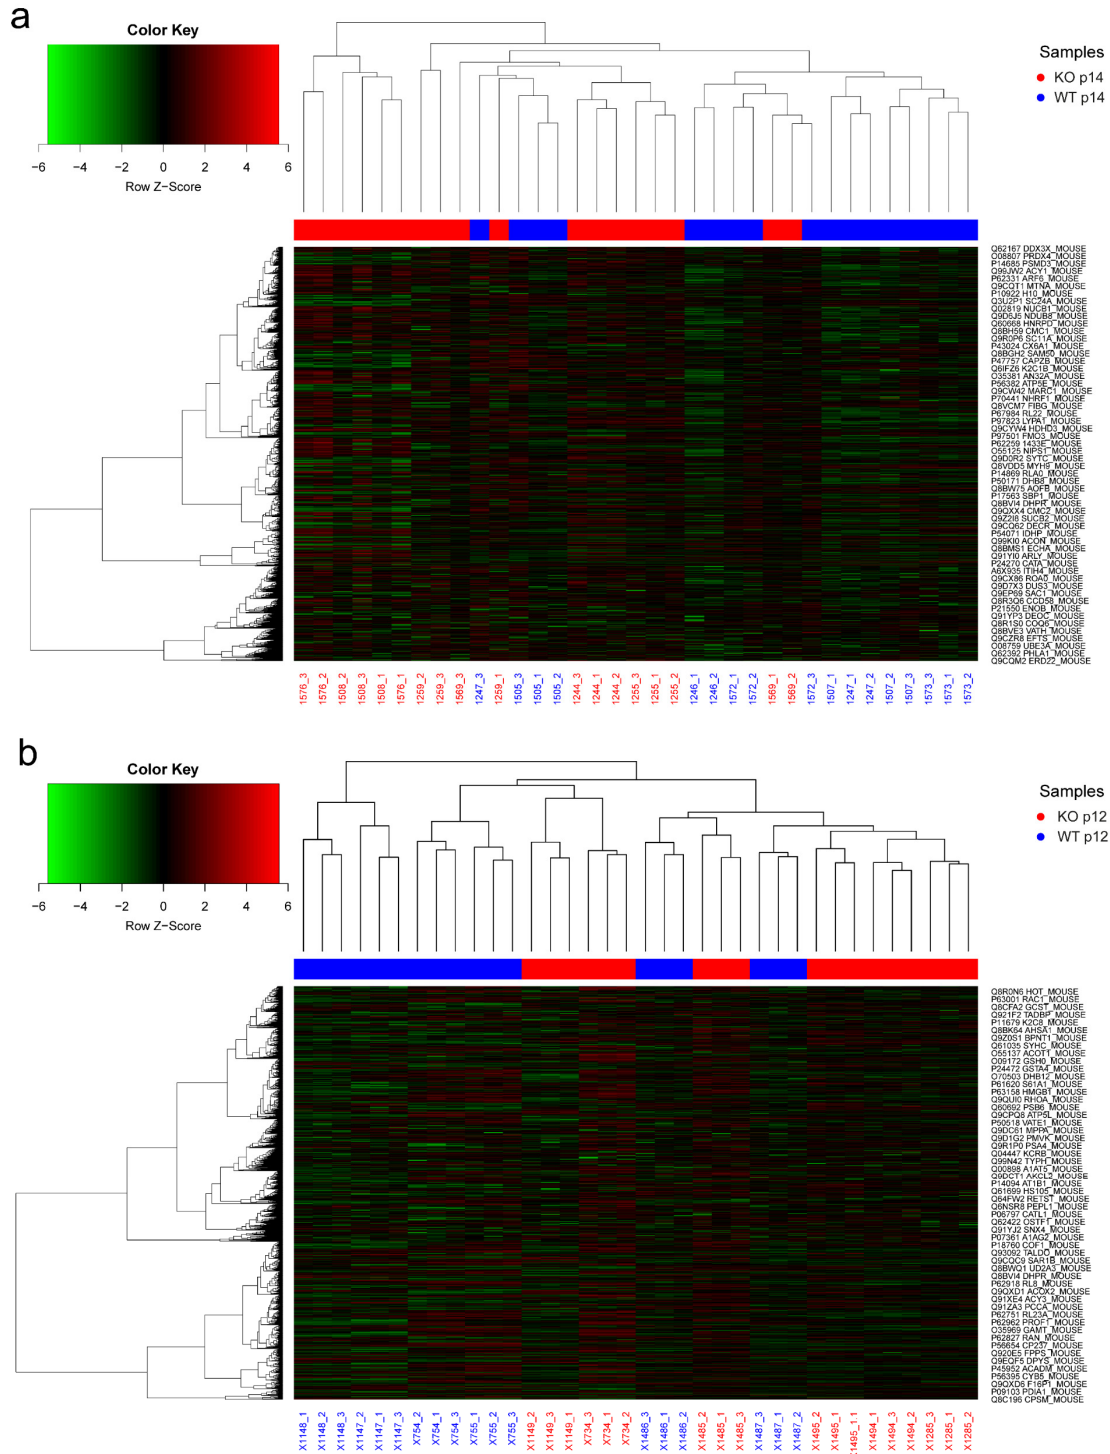 a
Color Key
−6 −4 −2 0 2 4 6
Row Z−Score
Samples
KO p14
WT p14
Q62167 DDX3X_MOUSE
O08807 PRDX4_MOUSE
P14685 PSMD3_MOUSE
Q99JW2 ACY1_MOUSE
P62331 ARF6_MOUSE
Q9CQT1 MTNA_MOUSE
P10922 H10_MOUSE
Q3U2P1 SC24A_MOUSE
Q02819 NUCB1_MOUSE
Q9D6J5 NDUB8_MOUSE
Q60668 HNRPD_MOUSE
Q8BH59 CMC1_MOUSE
Q9R0P6 SC11A_MOUSE
P43024 CX6A1_MOUSE
Q8BGH2 SAM50_MOUSE
P47757 CAPZB_MOUSE
Q6IFZ6 K2C1B_MOUSE
O35381 AN32A_MOUSE
P56382 ATP5E_MOUSE
Q9CW42 MARC1_MOUSE
P70441 NHRF1_MOUSE
Q8VCM7 FIBG_MOUSE
P67984 RL22_MOUSE
P97823 LYPA1_MOUSE
Q9CYW4 HDHD3_MOUSE
P97501 FMO3_MOUSE
P62259 1433E_MOUSE
O55125 NIPS1_MOUSE
Q9D0R2 SYTC_MOUSE
Q8VDD5 MYH9_MOUSE
P14869 RLA0_MOUSE
P50171 DHB8_MOUSE
Q8BW75 AOFB_MOUSE
P17563 SBP1_MOUSE
Q8BVI4 DHPR_MOUSE
Q9QXX4 CMC2_MOUSE
Q9Z2I8 SUCB2_MOUSE
Q9CQ62 DECR_MOUSE
P54071 IDHP_MOUSE
Q99KI0 ACON_MOUSE
Q8BMS1 ECHA_MOUSE
Q91YI0 ARLY_MOUSE
P24270 CATA_MOUSE
A6X935 ITIH4_MOUSE
Q9CX86 ROA0_MOUSE
Q9D7X3 DUS3_MOUSE
Q9EP69 SAC1_MOUSE
Q8R3Q6 CCD58_MOUSE
P21550 ENOB_MOUSE
Q91YP3 DEOC_MOUSE
Q8R1S0 COQ6_MOUSE
Q8BVE3 VATH_MOUSE
Q9CZR8 EFTS_MOUSE
O08759 UBE3A_MOUSE
Q62392 PHLA1_MOUSE
Q9CQM2 ERD22_MOUSE
1576_3 1576_2 1508_2 1508_3 1508_1 1576_1 1259_2 1259_3 1569_3 1247_3 1259_1 1505_3 1505_1 1505_2 1244_3 1244_1 1244_2 1255_3 1255_1 1255_2 1246_1 1246_2 1572_1 1572_2 1569_1 1569_2 1572_3 1507_1 1247_1 1247_2 1507_2 1507_3 1573_3 1573_1 1573_2
b
Color Key
−6 −4 −2 0 2 4 6
Row Z−Score
Samples
KO p12
WT p12
Q8R0N6 HOT_MOUSE
P63001 RAC1_MOUSE
Q8CFA2 GCST_MOUSE
Q921F2 TADBP_MOUSE
P11679 K2C8_MOUSE
Q8BK64 AHSA1_MOUSE
Q9Z0S1 BPNT1_MOUSE
Q61035 SYHC_MOUSE
O55137 ACOT1_MOUSE
O09172 GSH0_MOUSE
P24472 GSTA4_MOUSE
O70503 DHB12_MOUSE
P61620 S61A1_MOUSE
P63158 HMGB1_MOUSE
Q9QUI0 RHOA_MOUSE
Q60692 PSB6_MOUSE
Q9CPQ8 ATP5L_MOUSE
P50518 VATE1_MOUSE
Q9DC61 MPPA_MOUSE
Q9D1G2 PMVK_MOUSE
Q9R1P0 PSA4_MOUSE
Q04447 KCRB_MOUSE
Q99N42 TYPH_MOUSE
Q00898 A1AT5_MOUSE
Q9DCT1 AKCL2_MOUSE
P14094 AT1B1_MOUSE
Q61699 HS105_MOUSE
Q64FW2 RETST_MOUSE
Q6NSR8 PEPL1_MOUSE
P06797 CATL1_MOUSE
Q62422 OSTF1_MOUSE
Q91YJ2 SNX4_MOUSE
P07361 A1AG2_MOUSE
P18760 COF1_MOUSE
Q93092 TALDO_MOUSE
Q9CQC9 SAR1B_MOUSE
Q8BWQ1 UD2A3_MOUSE
Q8BVI4 DHPR_MOUSE
P62918 RL8_MOUSE
Q9QXD1 ACOX2_MOUSE
Q91XE4 ACY3_MOUSE
Q91ZA3 PCCA_MOUSE
P62751 RL23A_MOUSE
P62962 PROF1_MOUSE
O35969 GAMT_MOUSE
P62827 RAN_MOUSE
P56654 CP237_MOUSE
Q920E5 FPPS_MOUSE
Q9EQF5 DPYS_MOUSE
P45952 ACADM_MOUSE
P56395 CYB5_MOUSE
Q9QXD6 F16P1_MOUSE
P09103 PDIA1_MOUSE
Q8C196 CPSM_MOUSE
X1148_1 X1148_2 X1148_3 X1147_2 X1147_1 X1147_3 X754_2 X754_1 X754_3 X755_1 X755_2 X755_3 X1149_2 X1149_3 X1149_1 X734_3 X734_1 X734_2 X1486_3 X1486_1 X1486_2 X1485_2 X1485_1 X1485_3 X1487_3 X1487_1 X1487_2 X1495_2 X1495_1 1495_1.1 X1494_1 X1494_3 X1494_2 X1285_3 X1285_1 X1285_2